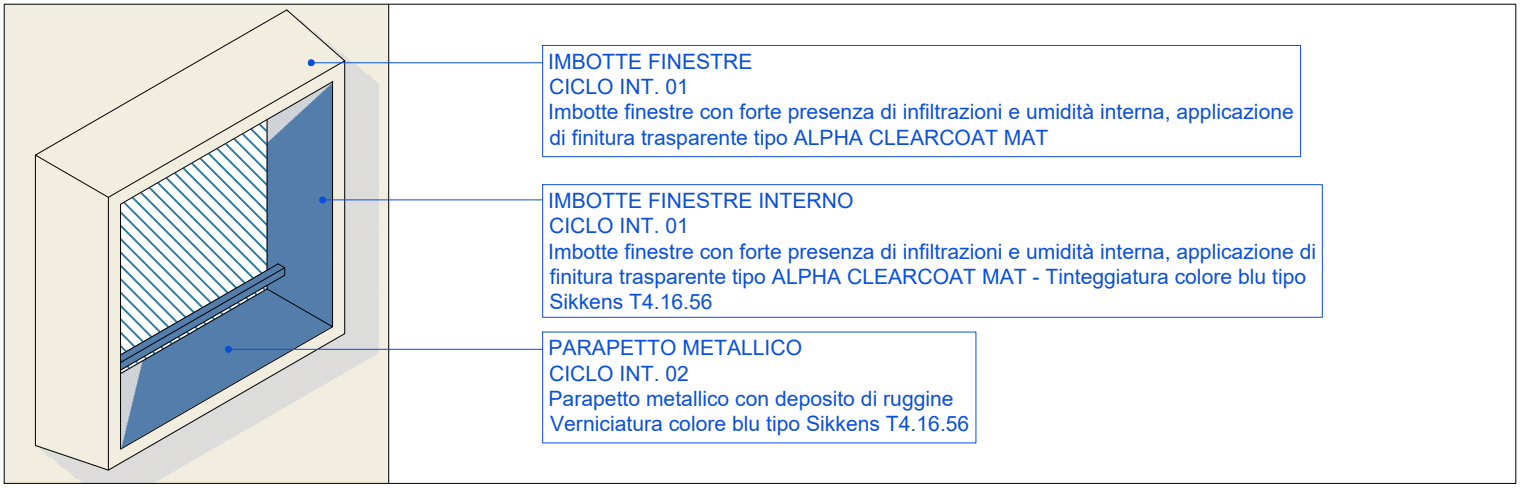 IMBOTTE FINESTRE
CICLO INT. 01
Imbotte finestre con forte presenza di infiltrazioni e umidità interna, applicazione
di finitura trasparente tipo ALPHA CLEARCOAT MAT
IMBOTTE FINESTRE INTERNO
CICLO INT. 01
Imbotte finestre con forte presenza di infiltrazioni e umidità interna, applicazione di
finitura trasparente tipo ALPHA CLEARCOAT MAT - Tinteggiatura colore blu tipo
Sikkens T4.16.56
PARAPETTO METALLICO
CICLO INT. 02
Parapetto metallico con deposito di ruggine
Verniciatura colore blu tipo Sikkens T4.16.56